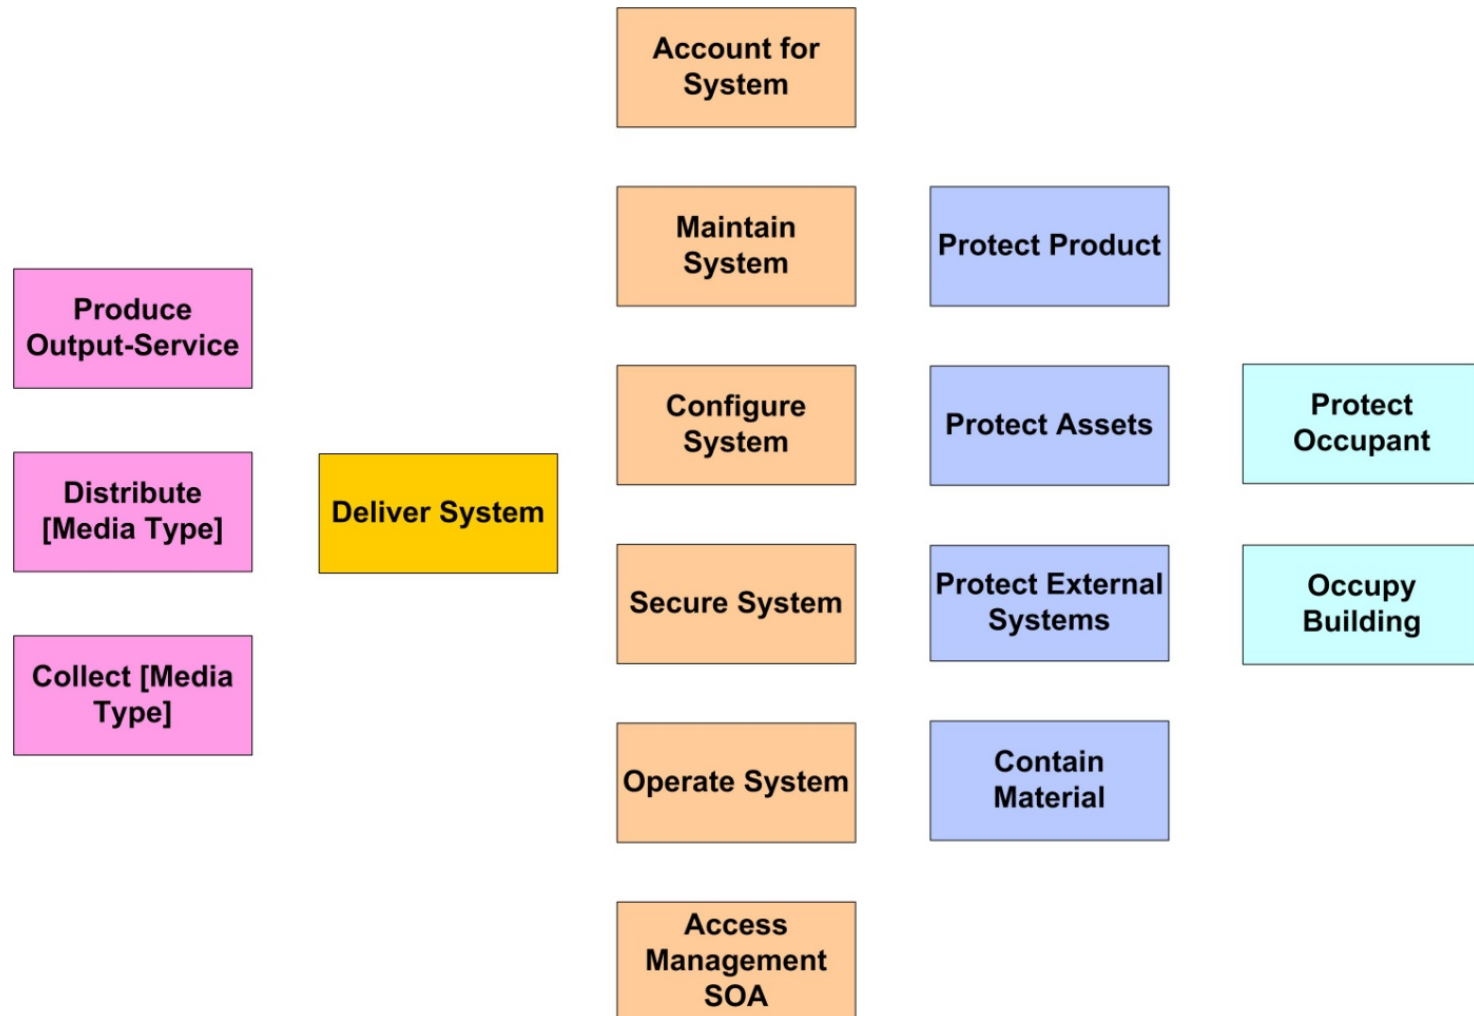 Account for
System
Maintain
System
Protect Product
Produce
Output-Service
Configure
System
Protect Assets
Protect
Occupant
Distribute
[Media Type]
Deliver System
Secure System
Protect External
Systems
Occupy
Building
Collect [Media
Type]
Operate System
Contain
Material
Access
Management
SOA